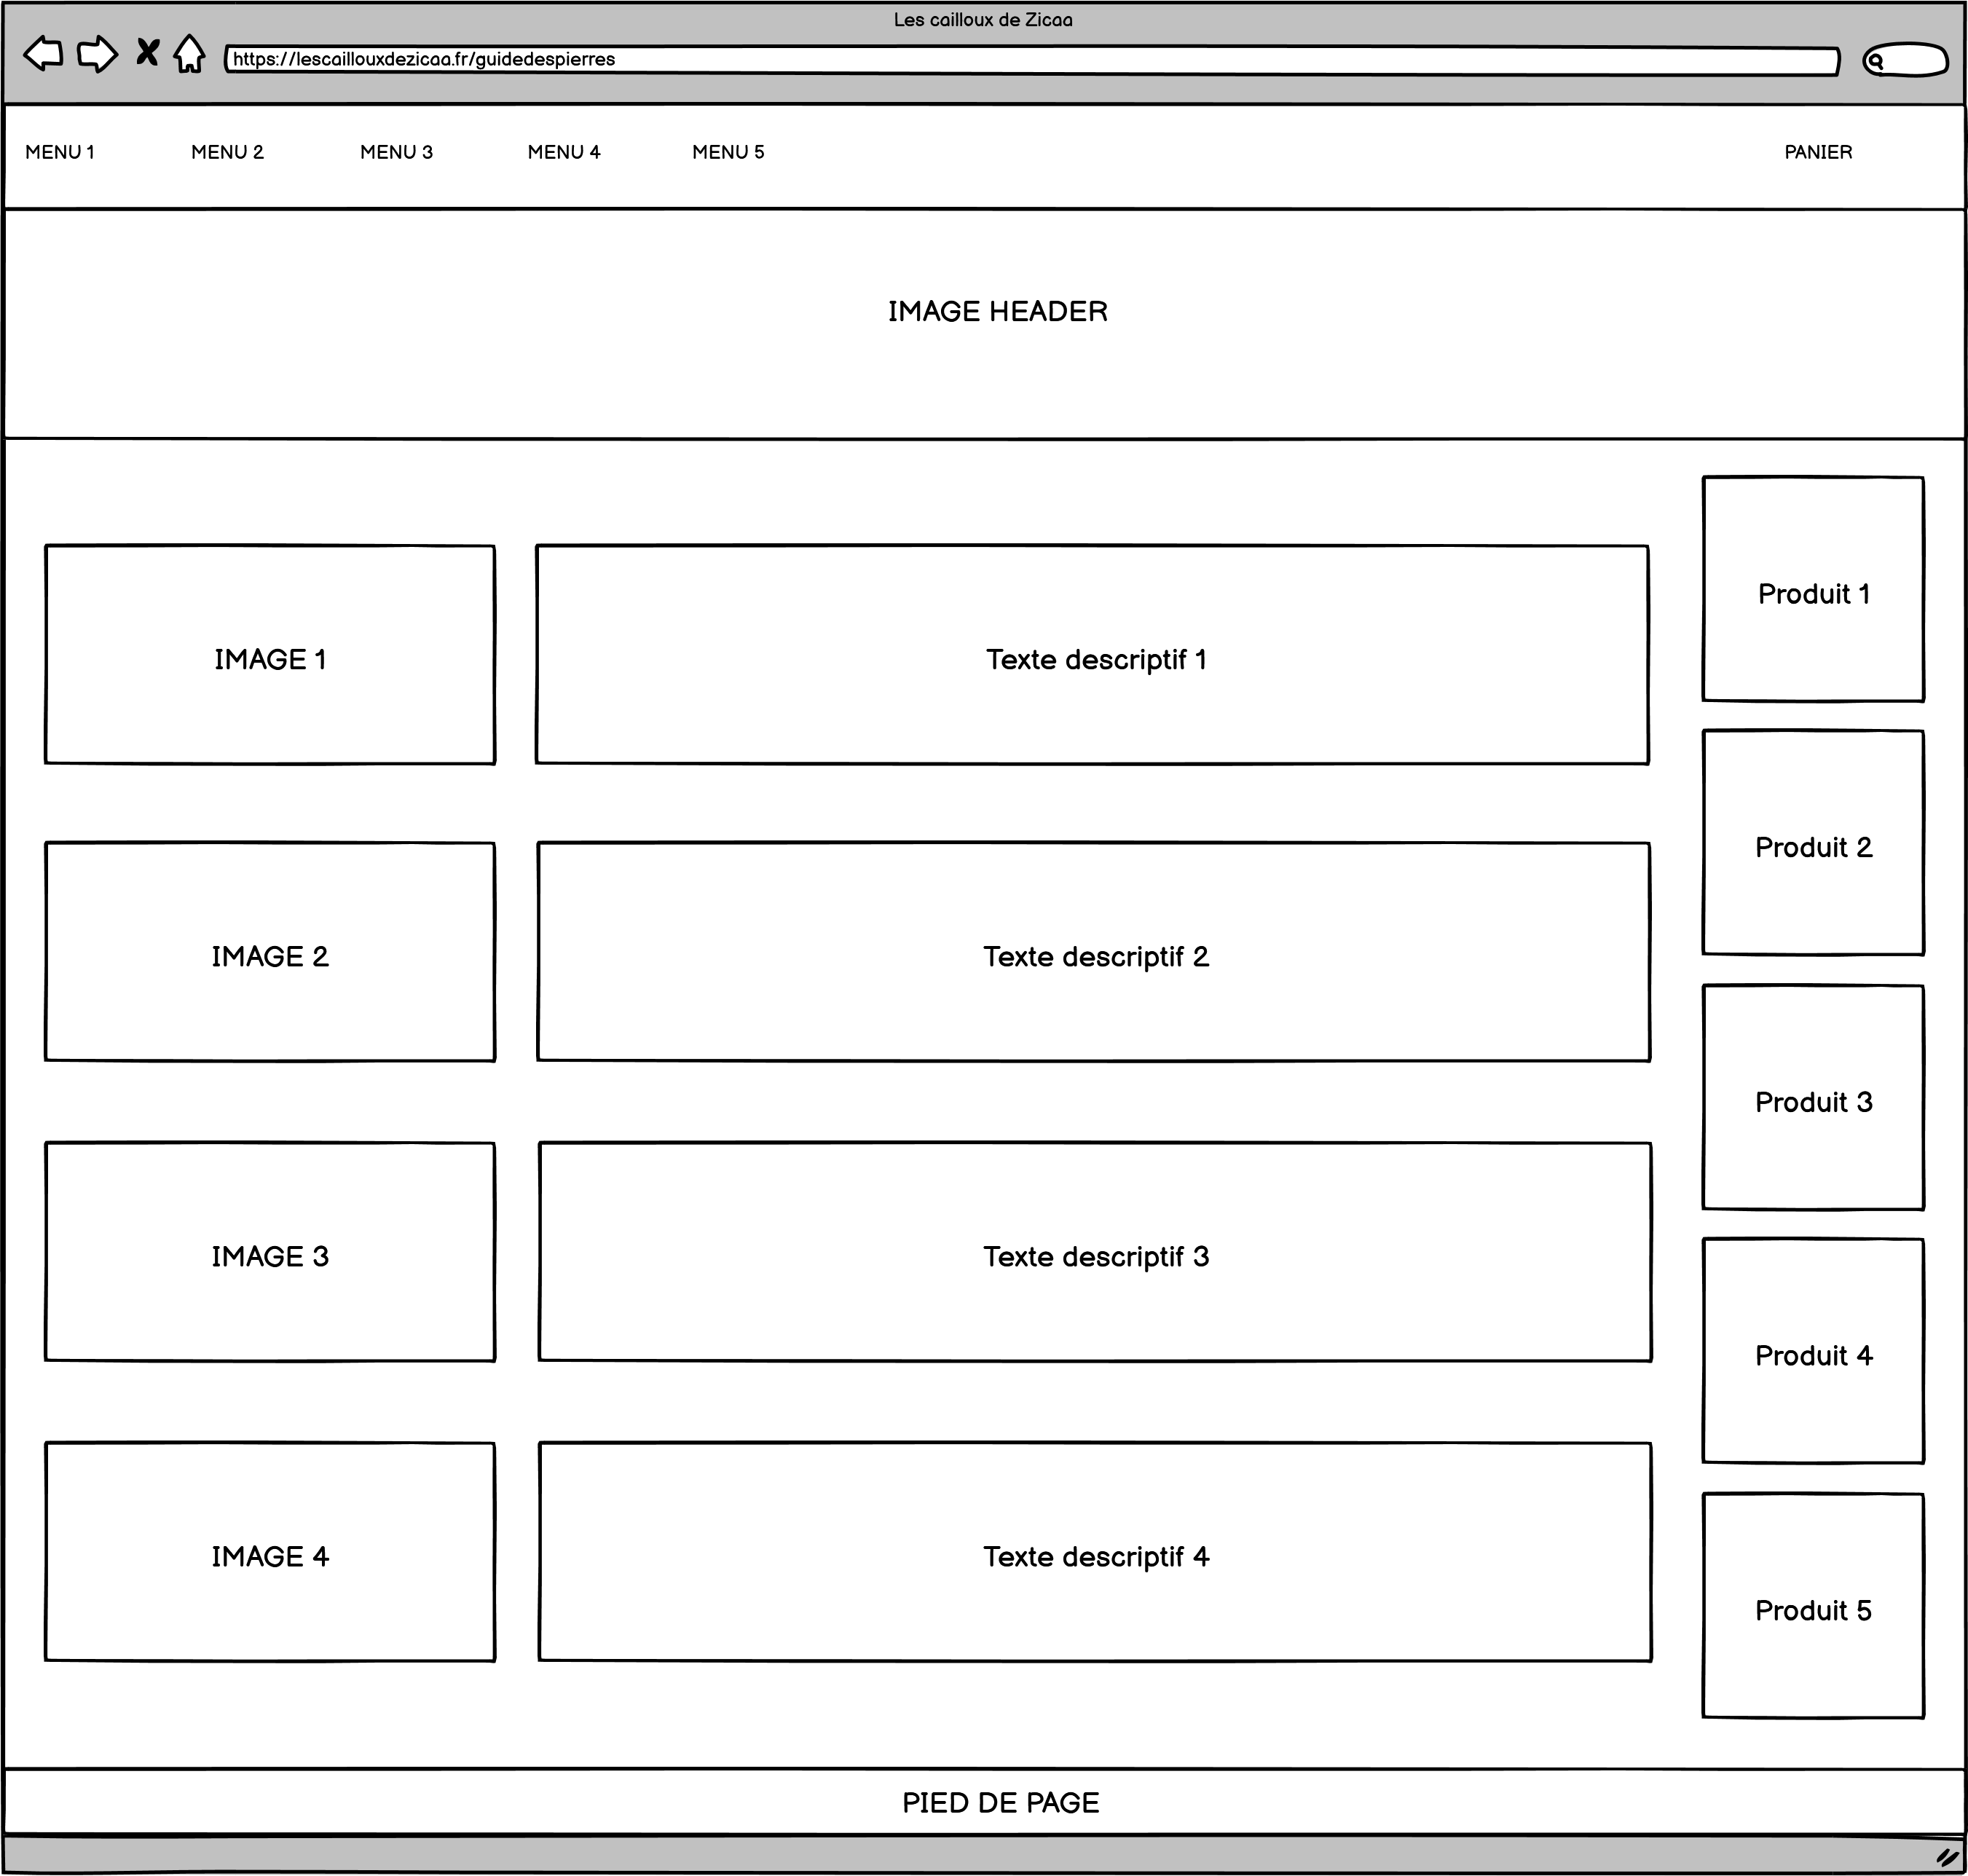 Les cailloux de Zicaa
https://lescaillouxdezicaa.fr/guidedespierres
MENU 1
MENU 2
MENU 3
MENU 4
MENU 5
PANIER
IMAGE HEADER
IMAGE 1
Texte descriptif 1
IMAGE 2
Texte descriptif 2
IMAGE 3
Texte descriptif 3
IMAGE 4
Texte descriptif 4
Produit 1
Produit 2
Produit 3
Produit 4
Produit 5
PIED DE PAGE